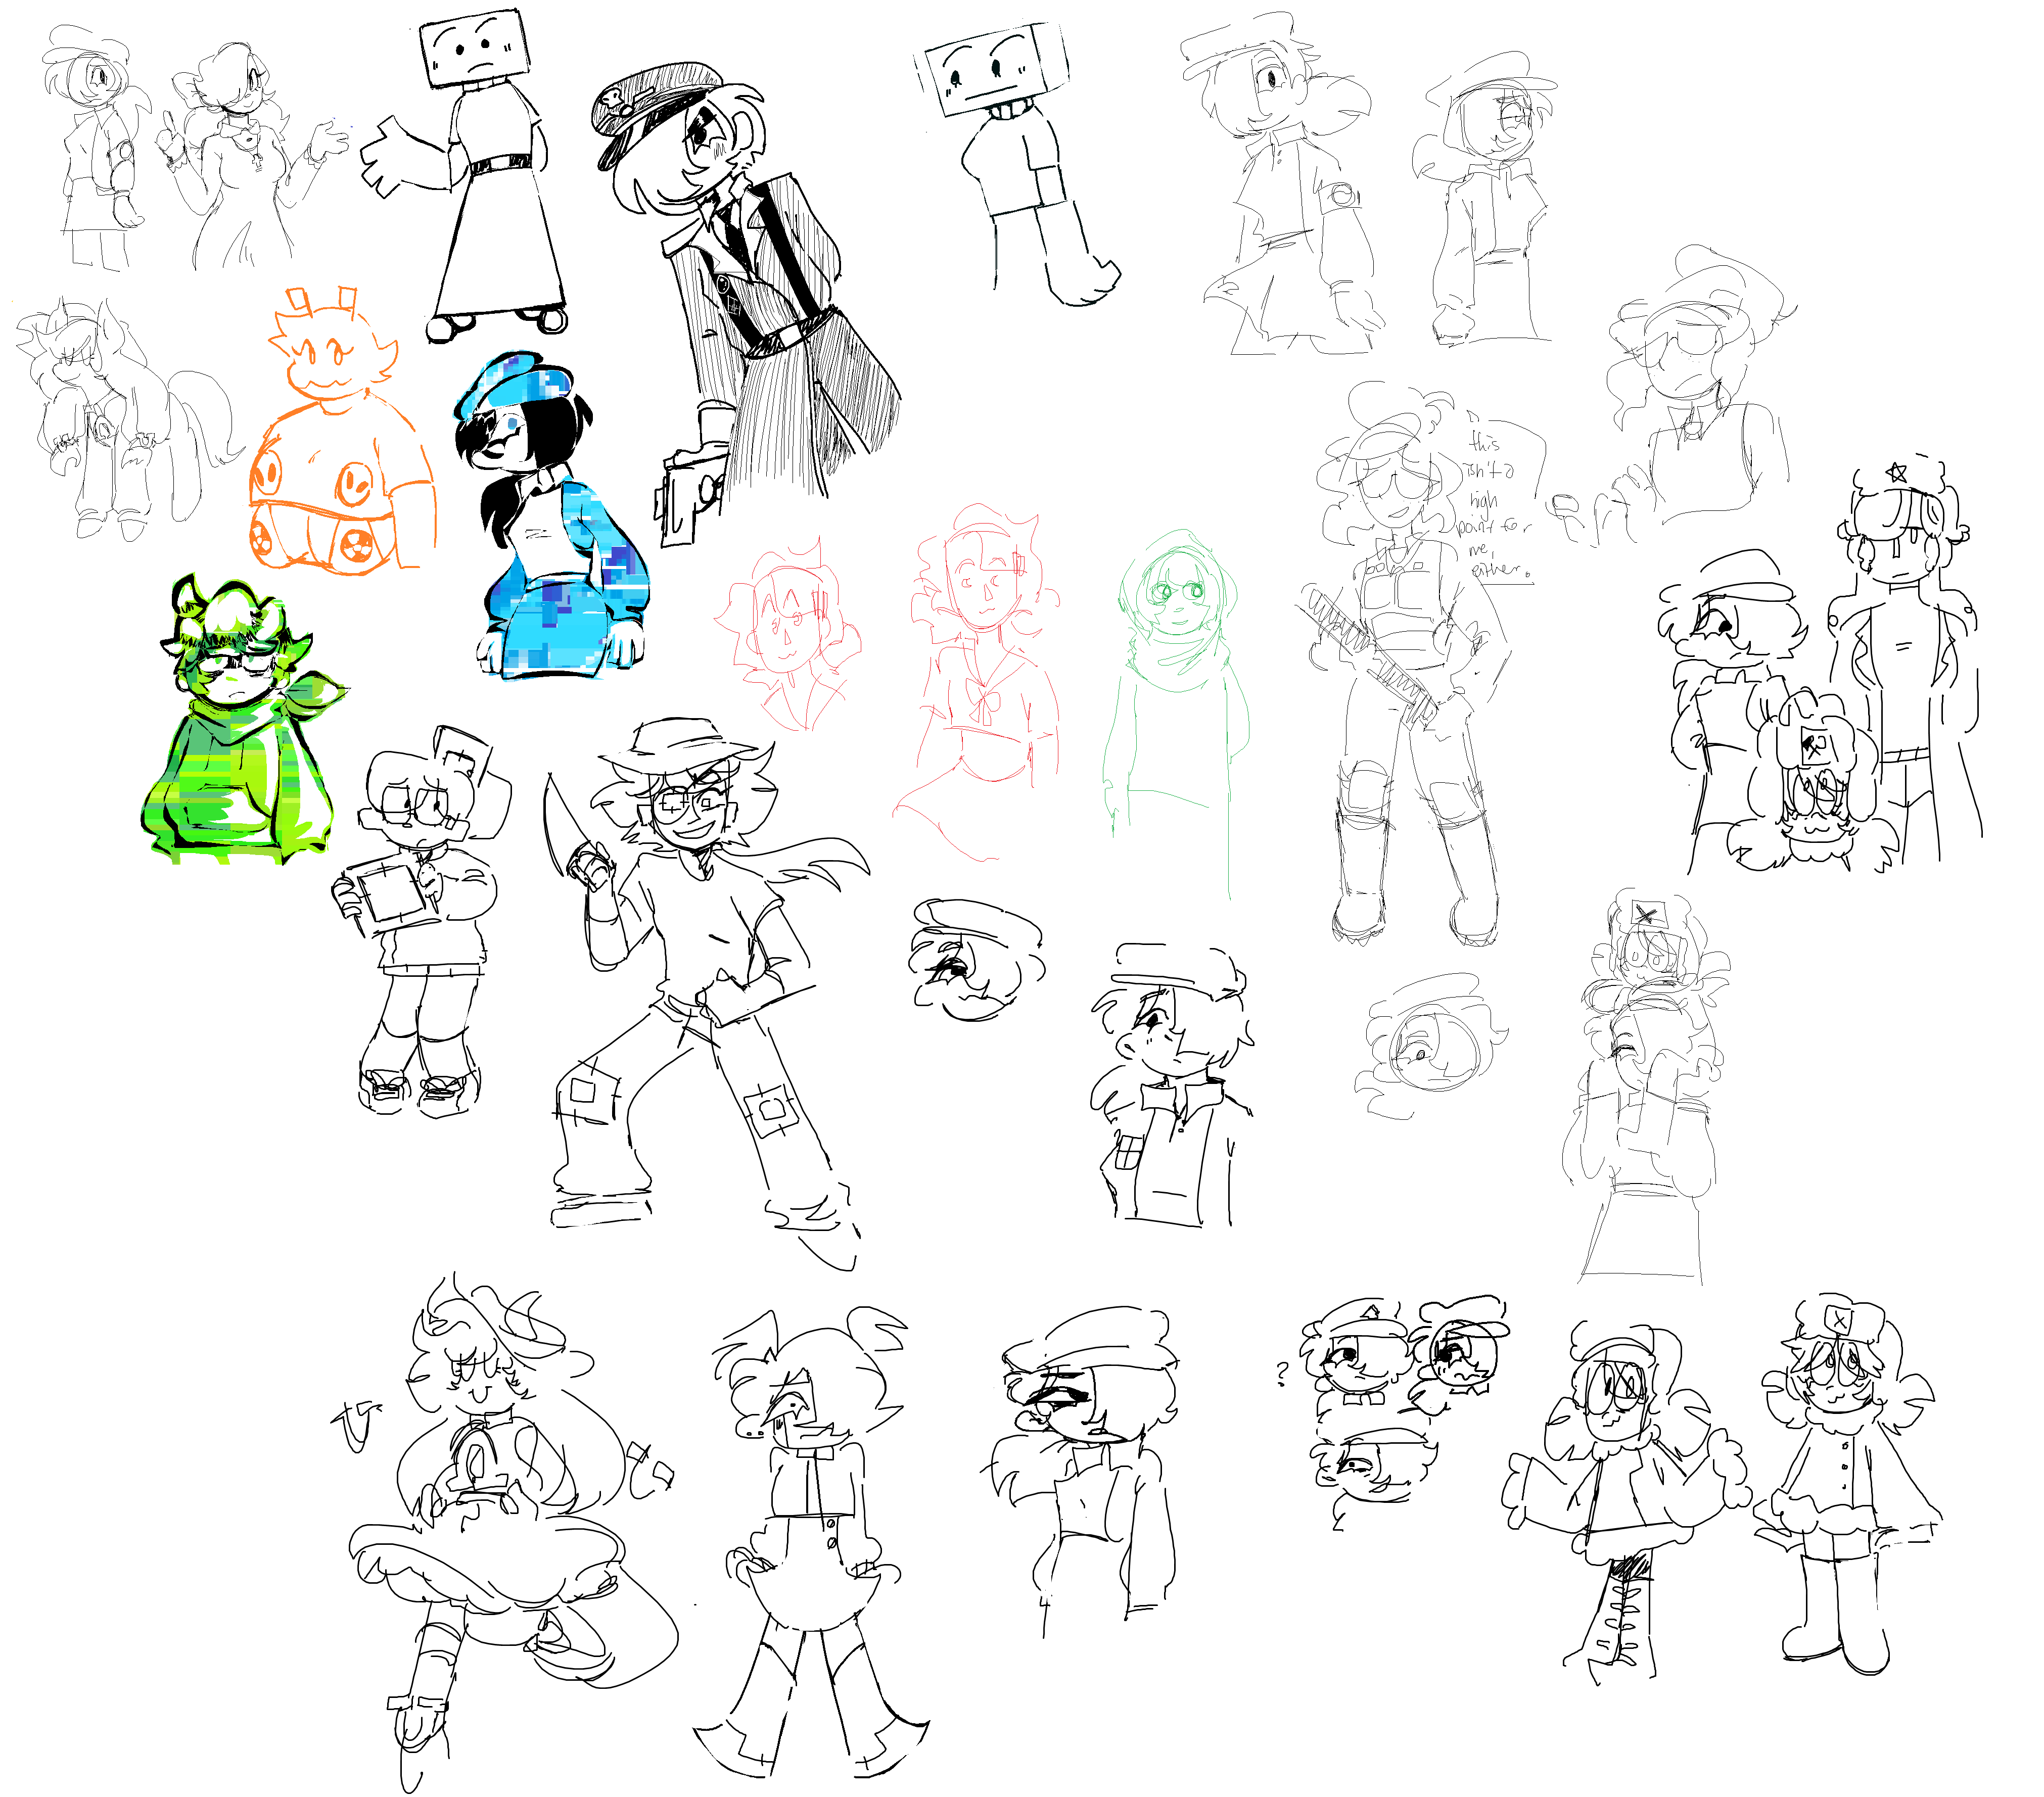 this
isn't a
high
point for
me,
either.
?